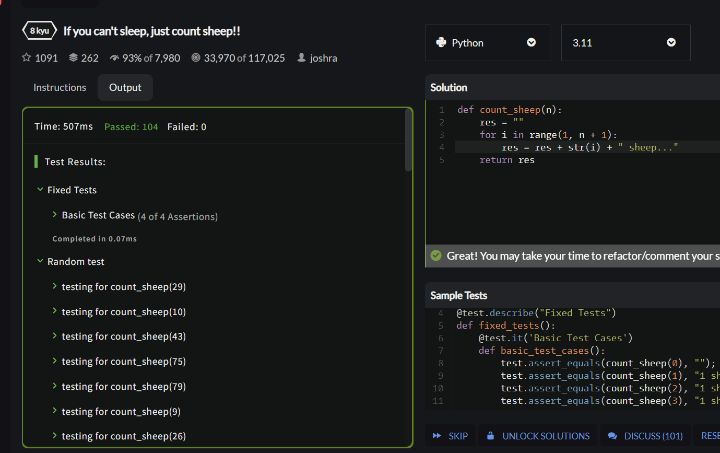 8 kyu If you can't sleep, just count sheep!!
1091 262 93% of 7,980 33,970 of 117,025 joshra
Python 3.11
Instructions Output
Time: 507ms Passed: 104 Failed: 0
Test Results:
Fixed Tests
Basic Test Cases (4 of 4 Assertions)
Completed in 0.07ms
Random test
testing for count_sheep(29)
testing for count_sheep(10)
testing for count_sheep(43)
testing for count_sheep(75)
testing for count_sheep(79)
testing for count_sheep(9)
testing for count_sheep(26)
Solution
1 def count_sheep(n):
2 res = ""
3 for i in range(1, n + 1):
4 res = res + str(i) + " sheep..."
5 return res
Great! You may take your time to refactor/comment your s
Sample Tests
4 @test.describe("Fixed Tests")
5 def fixed_tests():
6 @test.it('Basic Test Cases')
7 def basic_test_cases():
8 test.assert_equals(count_sheep(0), "");
9 test.assert_equals(count_sheep(1), "1 sh
10 test.assert_equals(count_sheep(2), "1 sh
11 test.assert_equals(count_sheep(3), "1 sh
SKIP UNLOCK SOLUTIONS DISCUSS (101) RESE